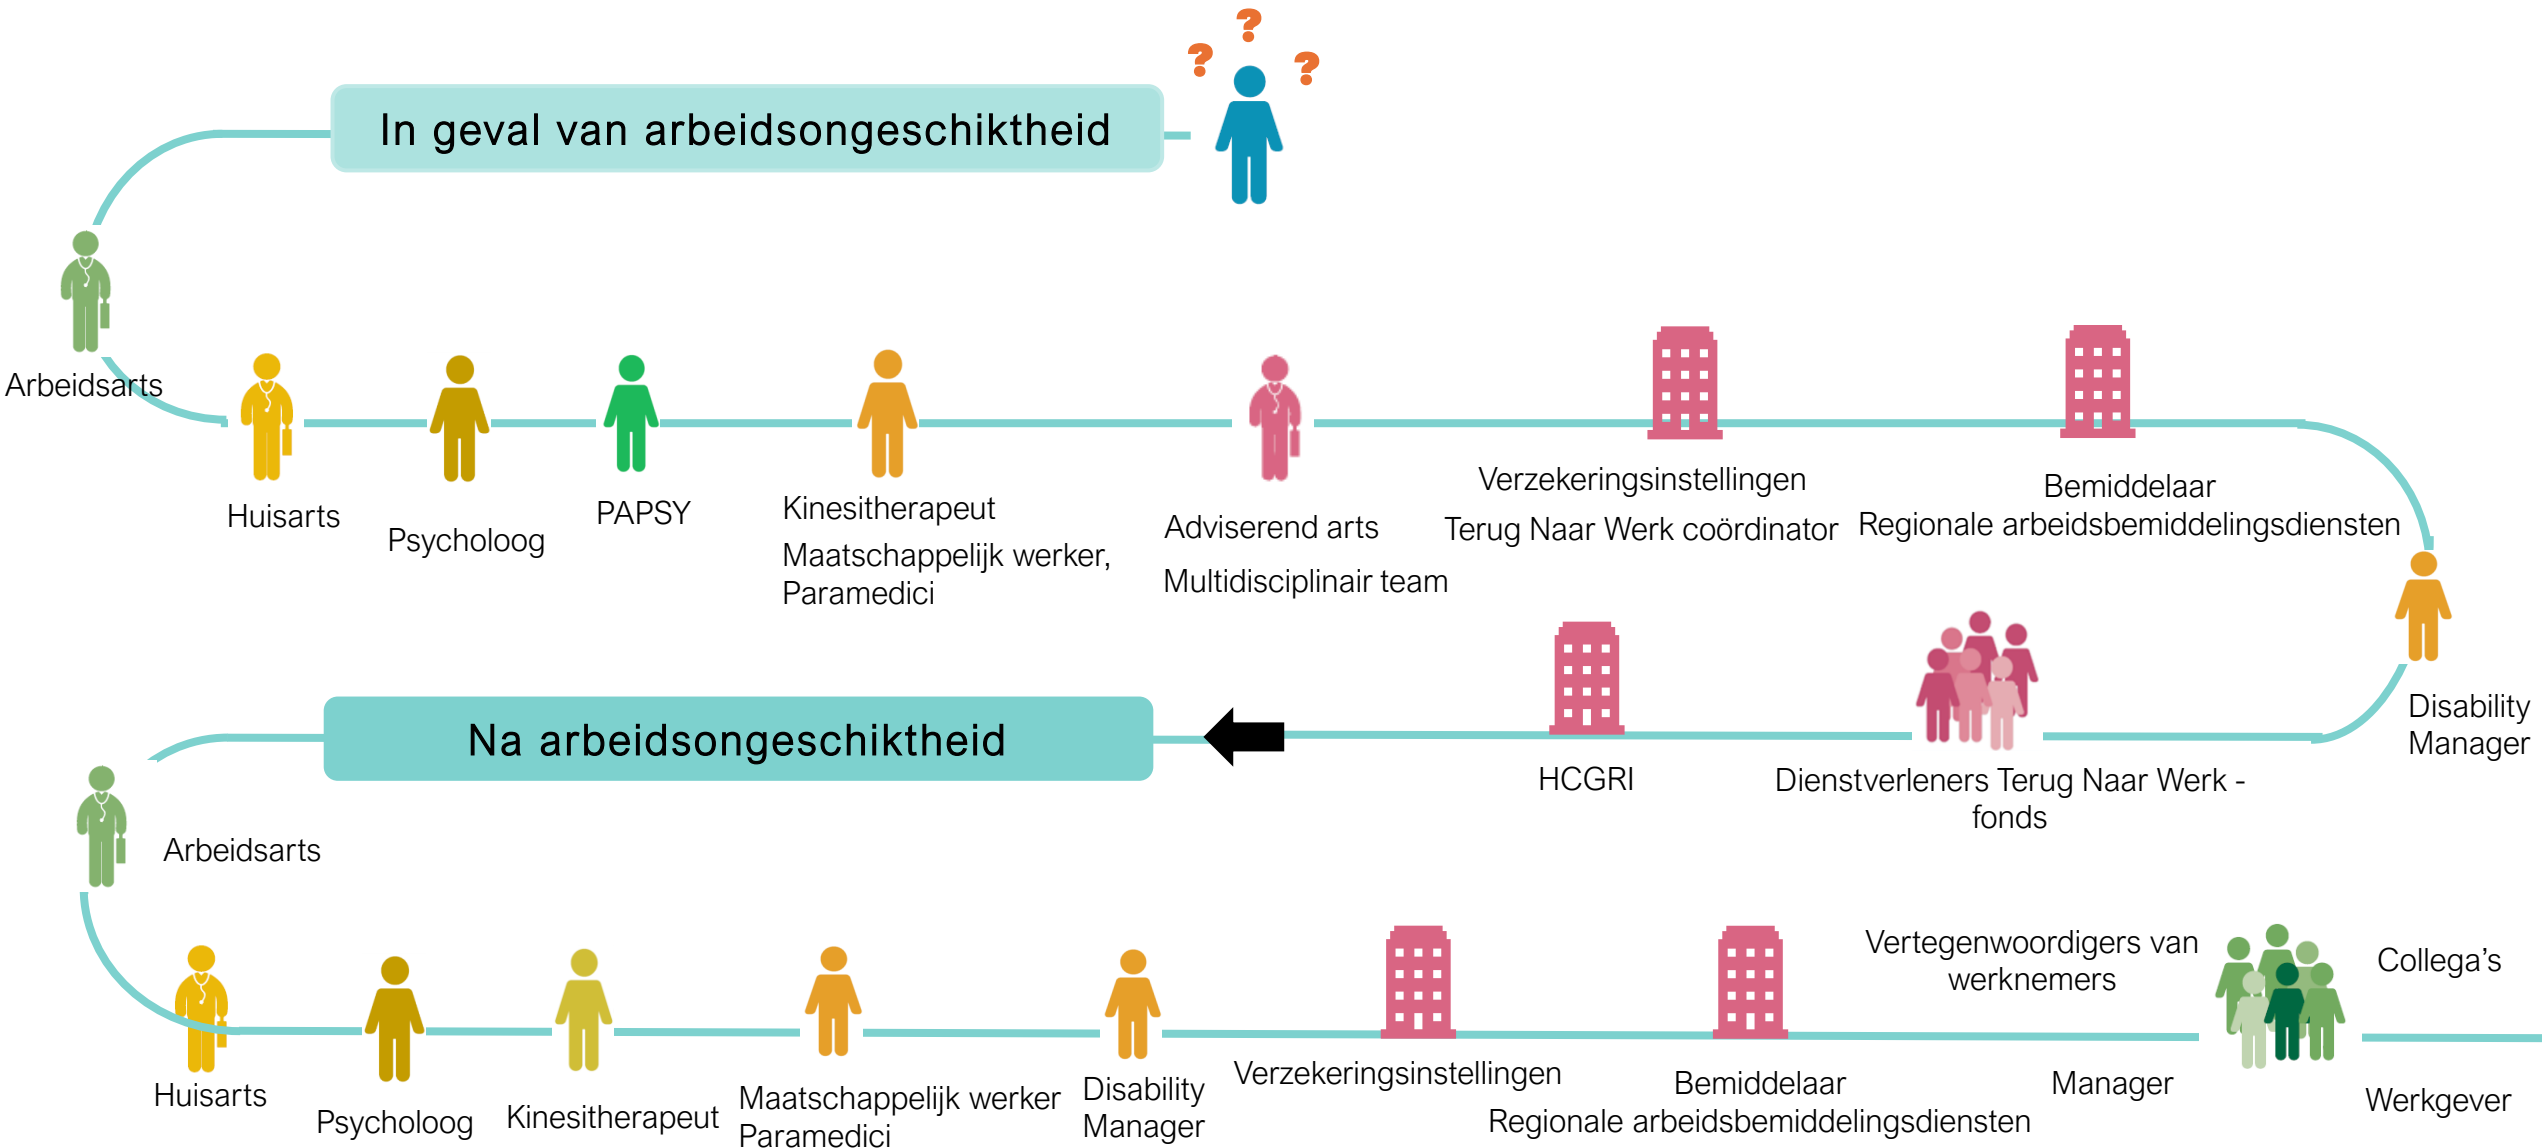 ? ? ?
In geval van arbeidsongeschiktheid
Arbeidsarts
Huisarts
Psycholoog
PAPSY
Kinesitherapeut
Maatschappelijk werker,
Paramedici
Adviserend arts
Multidisciplinair team
Verzekeringsinstellingen
Terug Naar Werk coördinator
Bemiddelaar
Regionale arbeidsbemiddelingsdiensten
Disability
Manager
Dienstverleners Terug Naar Werk -
fonds
HCGRI
Na arbeidsongeschiktheid
Arbeidsarts
Huisarts
Psycholoog
Kinesitherapeut
Maatschappelijk werker
Paramedici
Disability
Manager
Verzekeringsinstellingen
Bemiddelaar
Regionale arbeidsbemiddelingsdiensten
Vertegenwoordigers van
werknemers
Manager
Collega’s
Werkgever